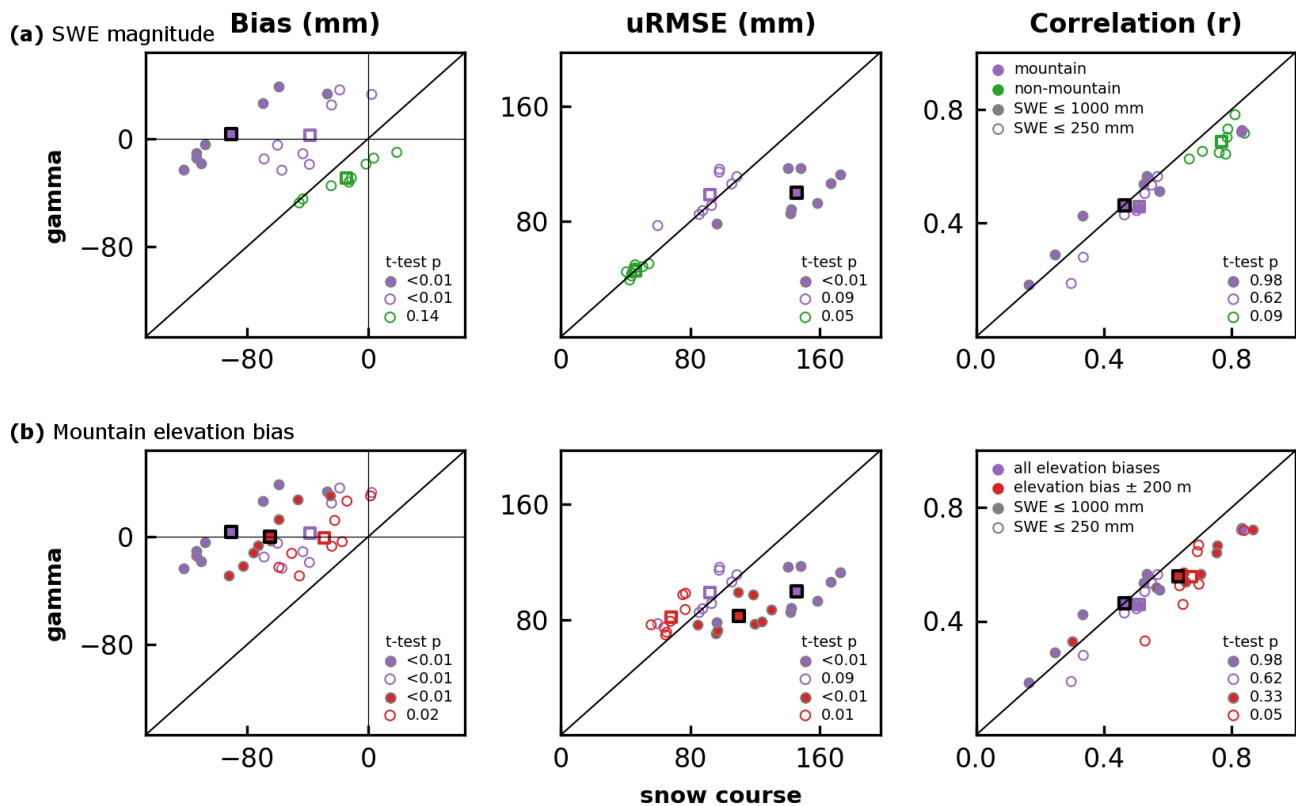 Bias (mm)
uRMSE (mm)
Correlation (r)
(a) SWE magnitude
gamma
0
−80
−80
0
t-test p
<0.01
<0.01
0.14
160
80
0
80
160
t-test p
<0.01
0.09
0.05
0.8
0.4
0.0
0.4
0.8
mountain
non-mountain
SWE ≤ 1000 mm
SWE ≤ 250 mm
t-test p
0.98
0.62
0.09
(b) Mountain elevation bias
gamma
0
−80
−80
0
t-test p
<0.01
<0.01
<0.01
0.02
160
80
0
80
160
t-test p
<0.01
0.09
<0.01
0.01
0.8
0.4
0.0
0.4
0.8
all elevation biases
elevation bias ± 200 m
SWE ≤ 1000 mm
SWE ≤ 250 mm
t-test p
0.98
0.62
0.33
0.05
snow course